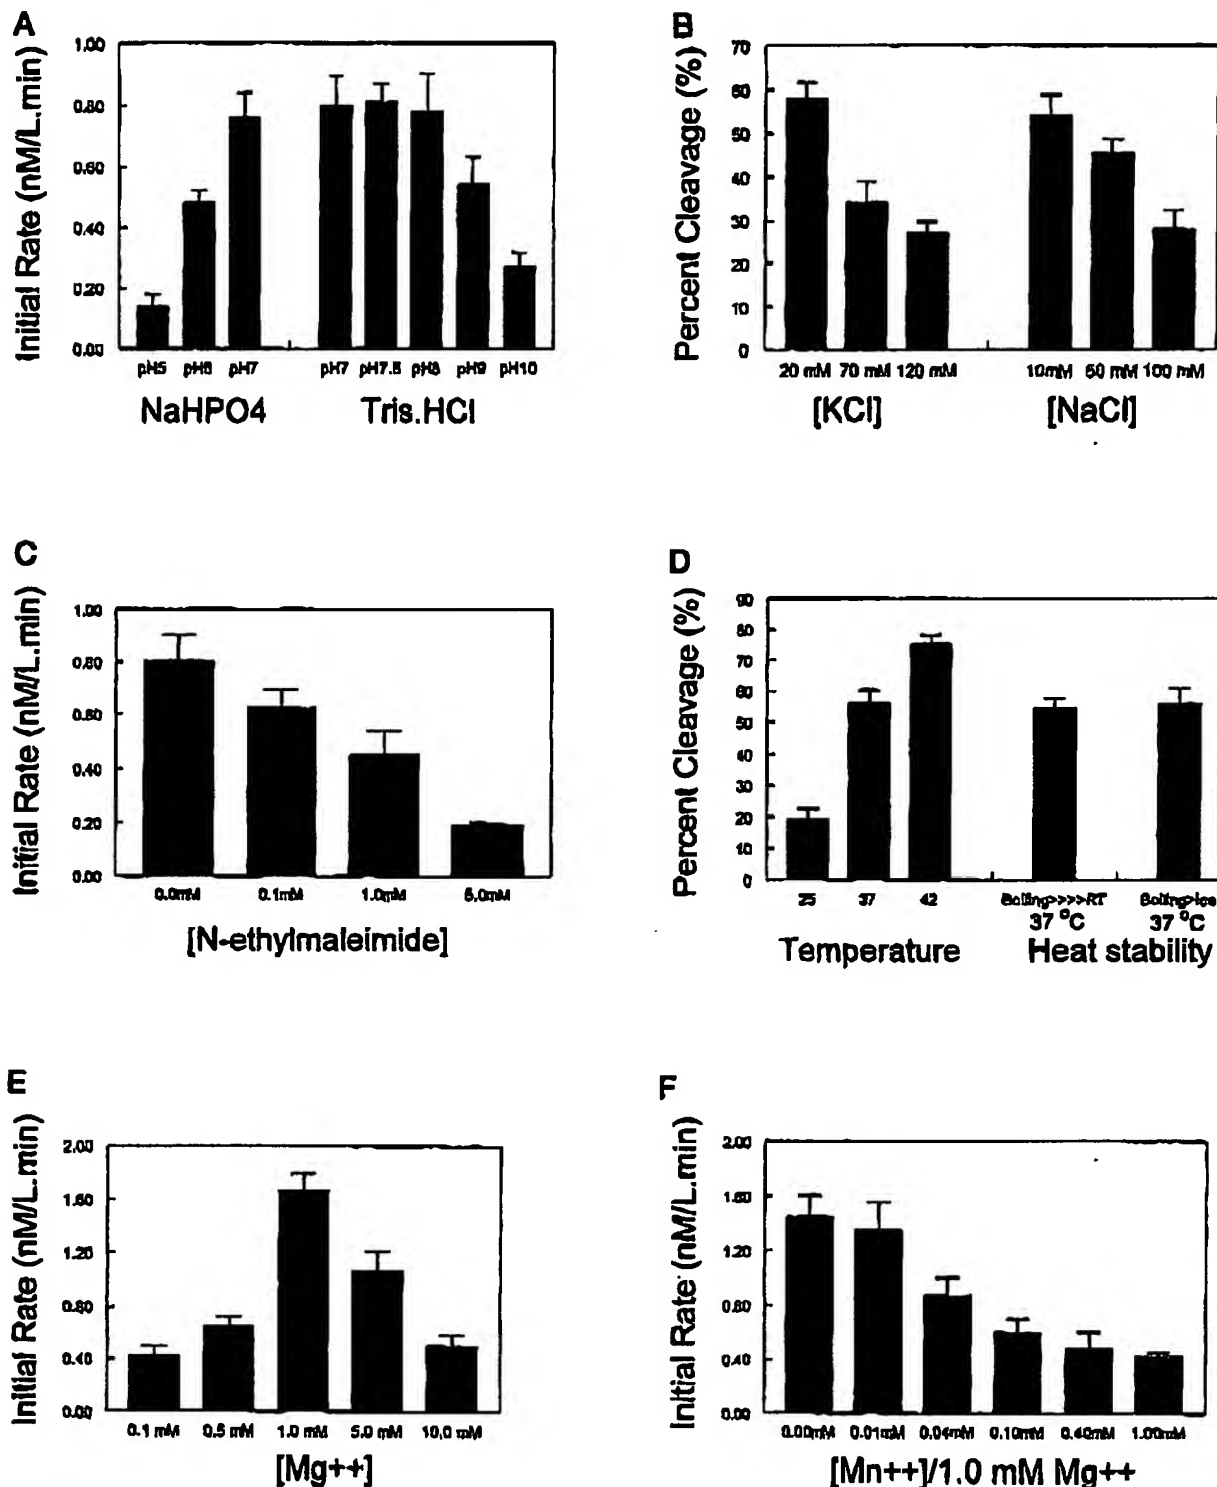 A
Initial Rate (nM/L.min)
1.00
0.80
0.60
0.40
0.20
0.00
pH5 pH6 pH7 pH7 pH7.5 pH8 pH9 pH10
NaHPO4 Tris.HCl
B
Percent Cleavage (%)
70
60
50
40
30
20
10
0
20 mM 70 mM 120 mM 10mM 50 mM 100 mM
[KCl] [NaCl]
C
Initial Rate (nM/L.min)
1.00
0.80
0.60
0.40
0.20
0.00
0.0mM 0.1mM 1.0mM 5.0mM
[N-ethylmaleimide]
D
Percent Cleavage (%)
90
80
70
60
50
40
30
20
10
0
25 37 42 Boiling>>>>RT Boiling>ice
37 °C 37 °C
Temperature Heat stability
E
Initial Rate (nM/L.min)
2.00
1.60
1.20
0.80
0.40
0.00
0.1 mM 0.5 mM 1.0 mM 5.0 mM 10.0 mM
[Mg++]
F
Initial Rate (nM/L.min)
2.00
1.60
1.20
0.80
0.40
0.00
0.00mM 0.01mM 0.04mM 0.10mM 0.40mM 1.00mM
[Mn++]/1.0 mM Mg++